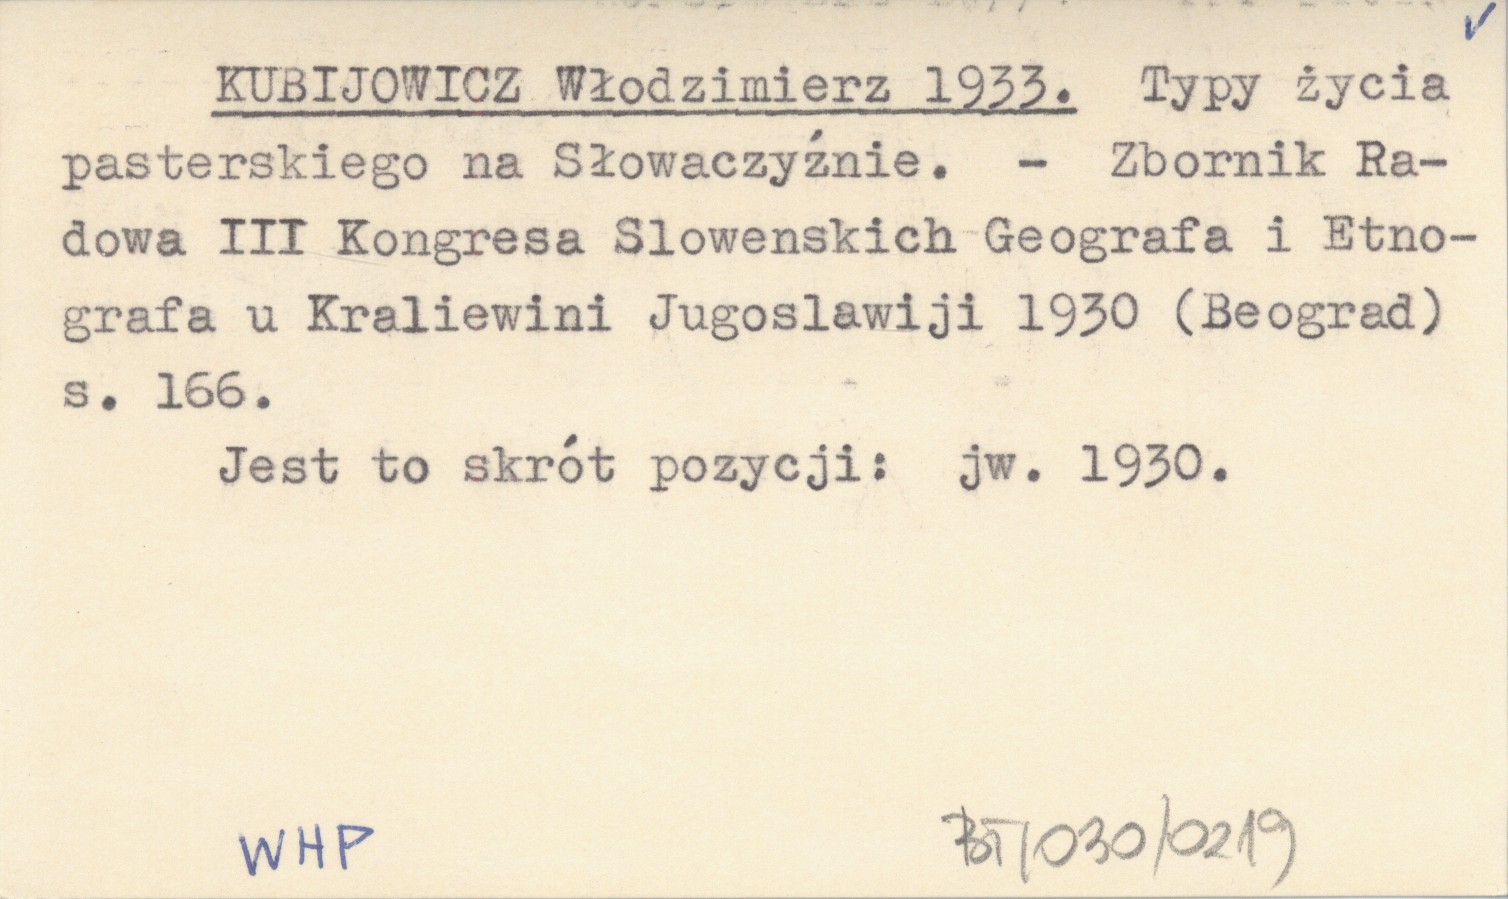 KUBIJOWICZ Włodzimierz 1933. Typy życia
pasterskiego na Słowaczyźnie. - Zbornik Ra-
dowa III Kongresa Slowenskich Geografa i Etno-
grafa u Kraliewini Jugoslawiji 1930 (Beograd)
s. 166.
Jest to skrót pozycji: jw. 1930.
WHP
BT/030/0219